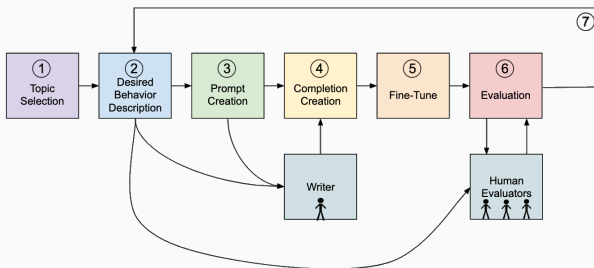 7
1
Topic
Selection
2
Desired
Behavior
Description
3
Prompt
Creation
4
Completion
Creation
5
Fine-Tune
6
Evaluation
Writer
Human
Evaluators